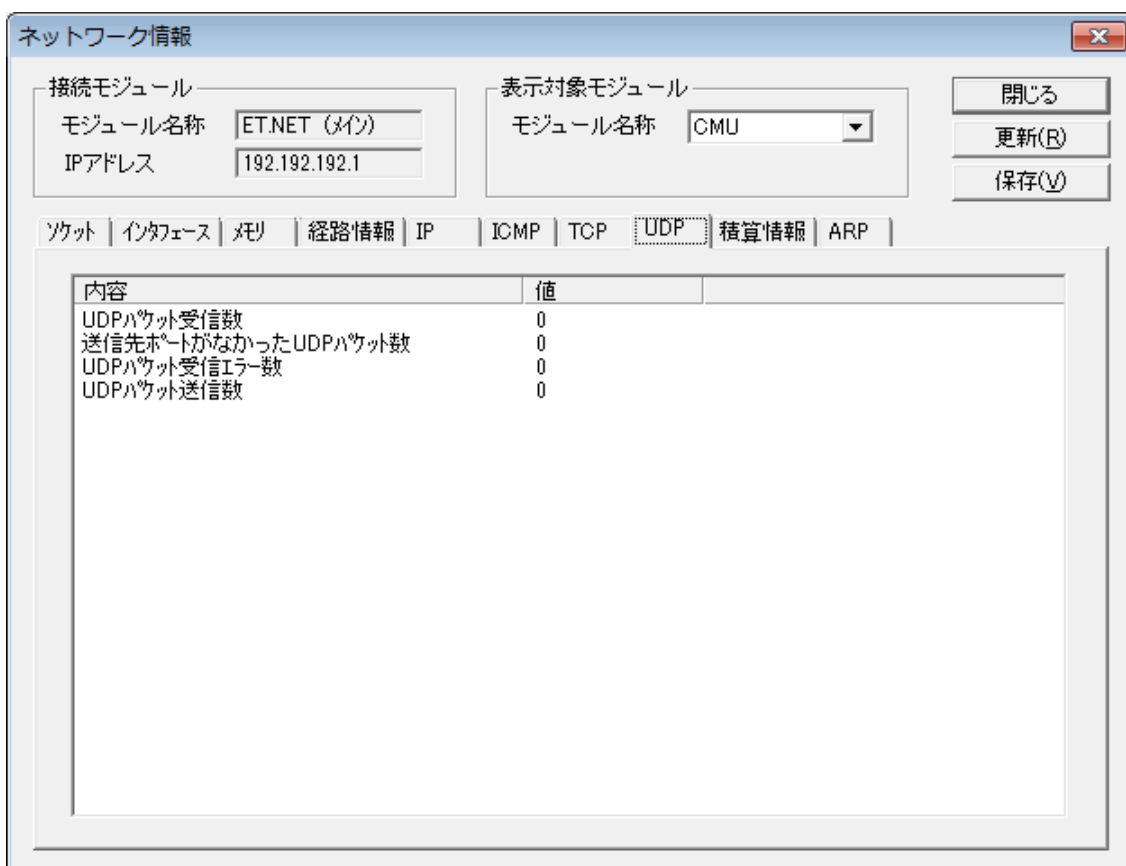 ネットワーク情報
接続モジュール
モジュール名称 ET.NET（メイン）
IPアドレス 192.192.192.1
表示対象モジュール
モジュール名称 CMU
閉じる
更新(R)
保存(V)
ソケット インタフェース メモリ 経路情報 IP ICMP TCP UDP 積算情報 ARP
内容 値
UDPパケット受信数 0
送信先ポートがなかったUDPパケット数 0
UDPパケット受信エラー数 0
UDPパケット送信数 0